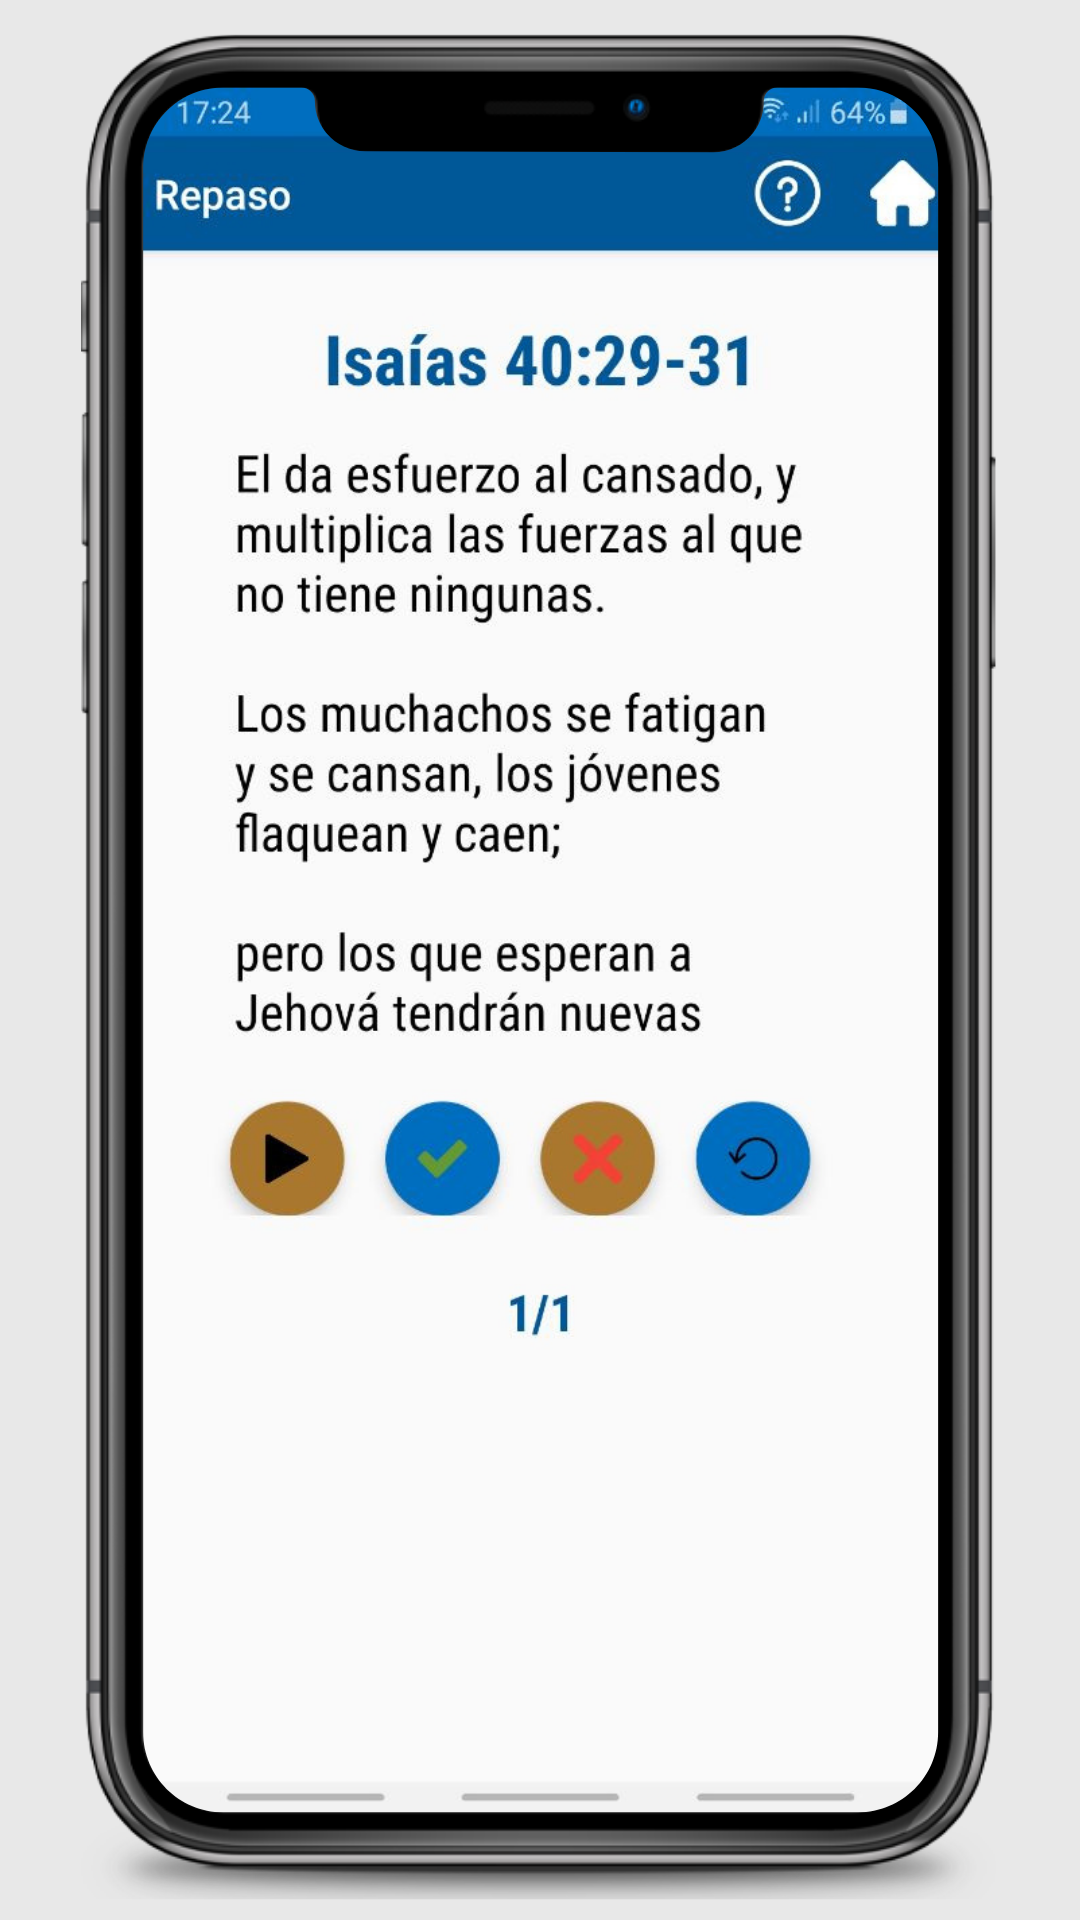 17:24
64%
Repaso
Isaías 40:29-31
El da esfuerzo al cansado, y
multiplica las fuerzas al que
no tiene ningunas.
Los muchachos se fatigan
y se cansan, los jóvenes
flaquean y caen;
pero los que esperan a
Jehová tendrán nuevas
1/1